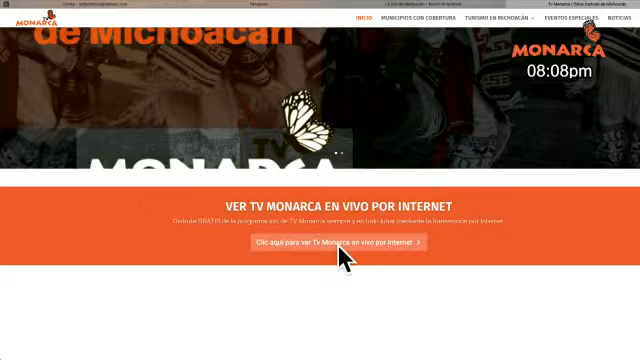 TV
MONARCA
INICIO MUNICIPIOS CON COBERTURA TURISMO EN MICHOACÁN EVENTOS ESPECIALES NOTICIAS
de Michoacán
MONARCA
08:08pm
TV
MONARCA
VER TV MONARCA EN VIVO POR INTERNET
Disfruta GRATIS de la programación de TV Monarca siempre y en todo lugar mediante la transmisión por Internet
Clic aquí para ver Tv Monarca en vivo por Internet